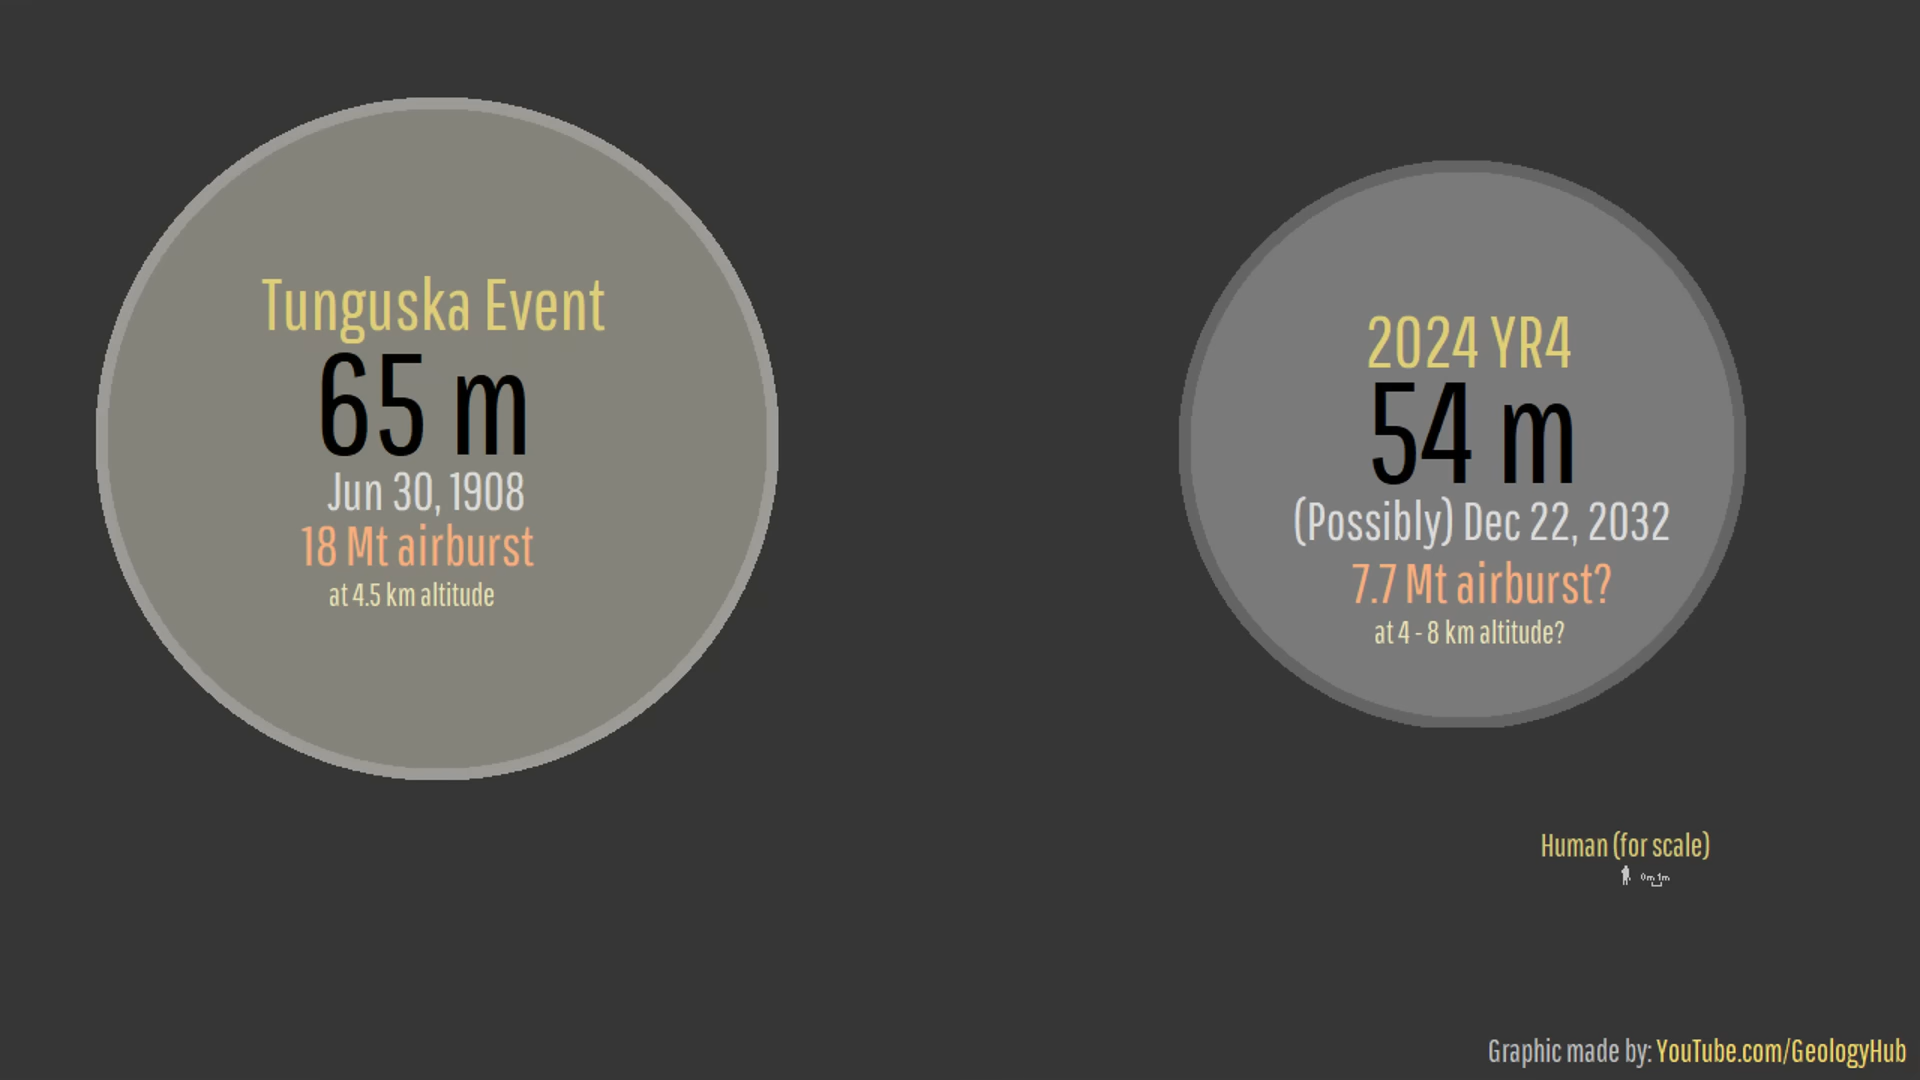 Tunguska Event
65 m
Jun 30, 1908
18 Mt airburst
at 4.5 km altitude
2024 YR4
54 m
(Possibly) Dec 22, 2032
7.7 Mt airburst?
at 4 - 8 km altitude?
Human (for scale)
0m 1m
Graphic made by: YouTube.com/GeologyHub